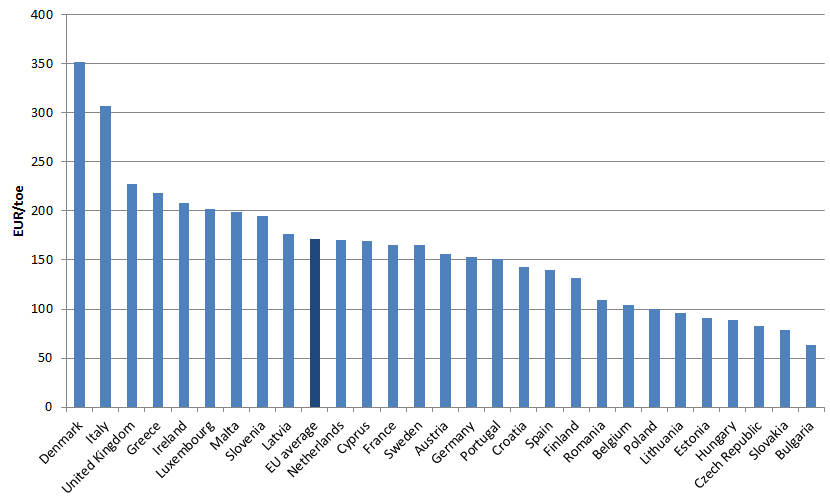 400
350
300
250
200
150
100
50
0
EUR/toe
Denmark
Italy
United Kingdom
Greece
Ireland
Luxembourg
Malta
Slovenia
Latvia
EU average
Netherlands
Cyprus
France
Sweden
Austria
Germany
Portugal
Croatia
Spain
Finland
Romania
Belgium
Poland
Lithuania
Estonia
Hungary
Czech Republic
Slovakia
Bulgaria